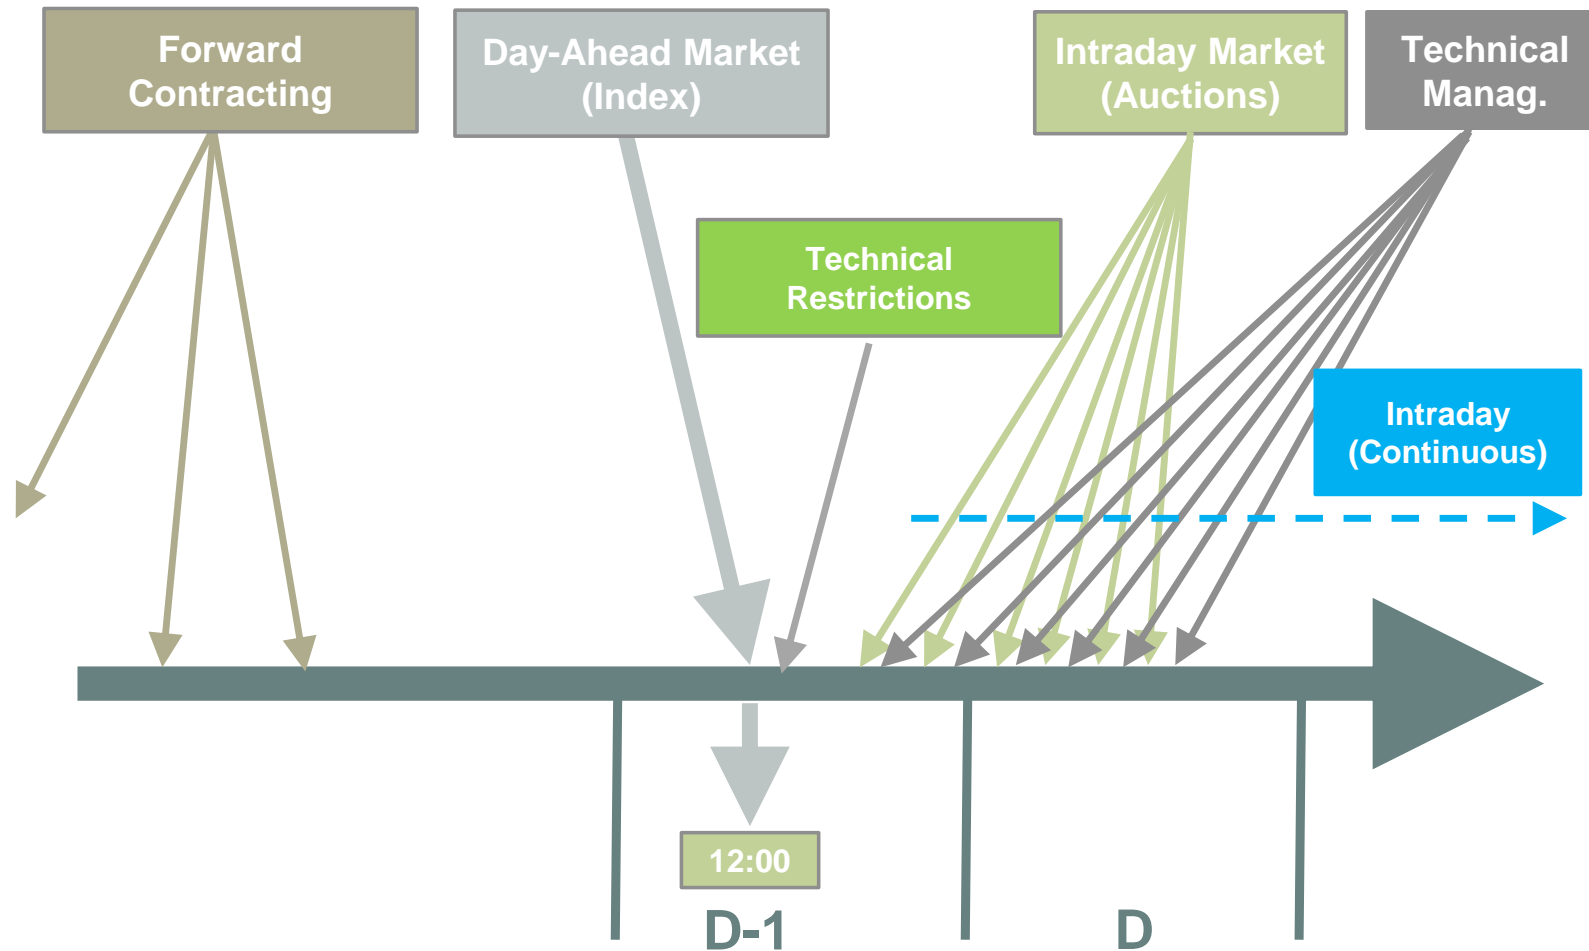 Forward
Contracting
Day-Ahead Market
(Index)
Intraday Market
(Auctions)
Technical
Manag.
Technical
Restrictions
Intraday
(Continuous)
12:00
D-1
D